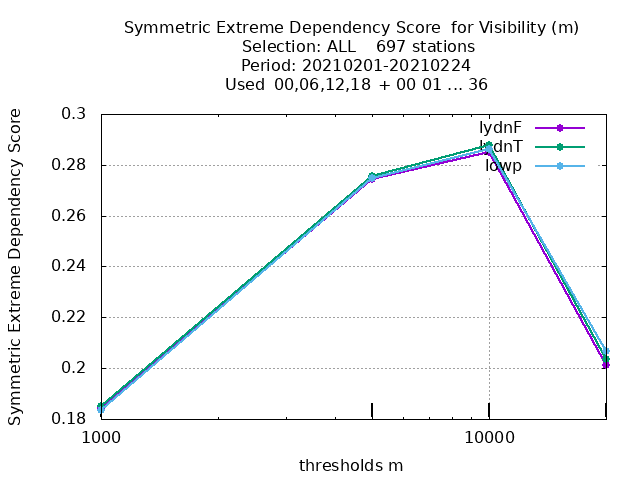 Symmetric Extreme Dependency Score  for Visibility (m)
Selection: ALL    697 stations
Period: 20210201-20210224
Used  00,06,12,18  + 00 01 ... 36
Symmetric Extreme Dependency Score
0.3
0.28
0.26
0.24
0.22
0.2
0.18
1000
10000
thresholds m
lydnF
lydnT
lowp